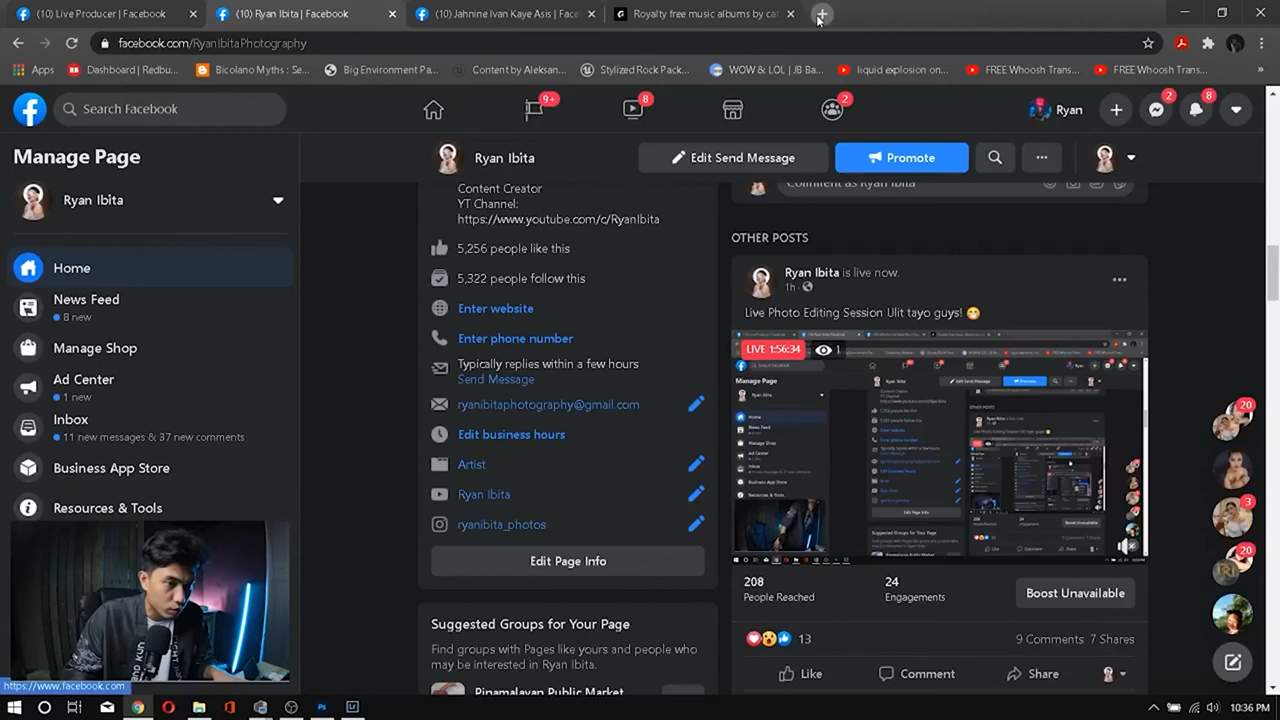 (10) Live Producer | Facebook
(10) Ryan Ibita | Facebook
(10) Jahnine Ivan Kaye Asis | Face
Royalty free music albums by ca
facebook.com/RyanIbitaPhotography
Apps
Dashboard | Redbu...
Bicolano Myths : Se...
Big Environment Pa...
Content by Aleksan...
Stylized Rock Pack...
WOW & LOL | JB Ba...
liquid explosion on...
FREE Whoosh Trans...
FREE Whoosh Trans...
Search Facebook
9+
8
2
Ryan
2
8
Manage Page
Ryan Ibita
Home
News Feed
8 new
Manage Shop
Ad Center
1 new
Inbox
11 new messages & 37 new comments
Business App Store
Resources & Tools
https://www.facebook.com
Ryan Ibita
Edit Send Message
Promote
Content Creator
YT Channel:
https://www.youtube.com/c/RyanIbita
5,256 people like this
5,322 people follow this
Enter website
Enter phone number
Typically replies within a few hours
Send Message
ryanibitaphotography@gmail.com
Edit business hours
Artist
Ryan Ibita
ryanibita_photos
Edit Page Info
Suggested Groups for Your Page
Find groups with Pages like yours and people who
may be interested in Ryan Ibita.
Pinamalayan Public Market
Comment as Ryan Ibita
OTHER POSTS
Ryan Ibita is live now.
1h
Live Photo Editing Session Ulit tayo guys!
LIVE 1:56:34
1
Manage Page
208
People Reached
24
Engagements
Boost Unavailable
13
9 Comments 7 Shares
Like
Comment
Share
20
3
20
10:36 PM